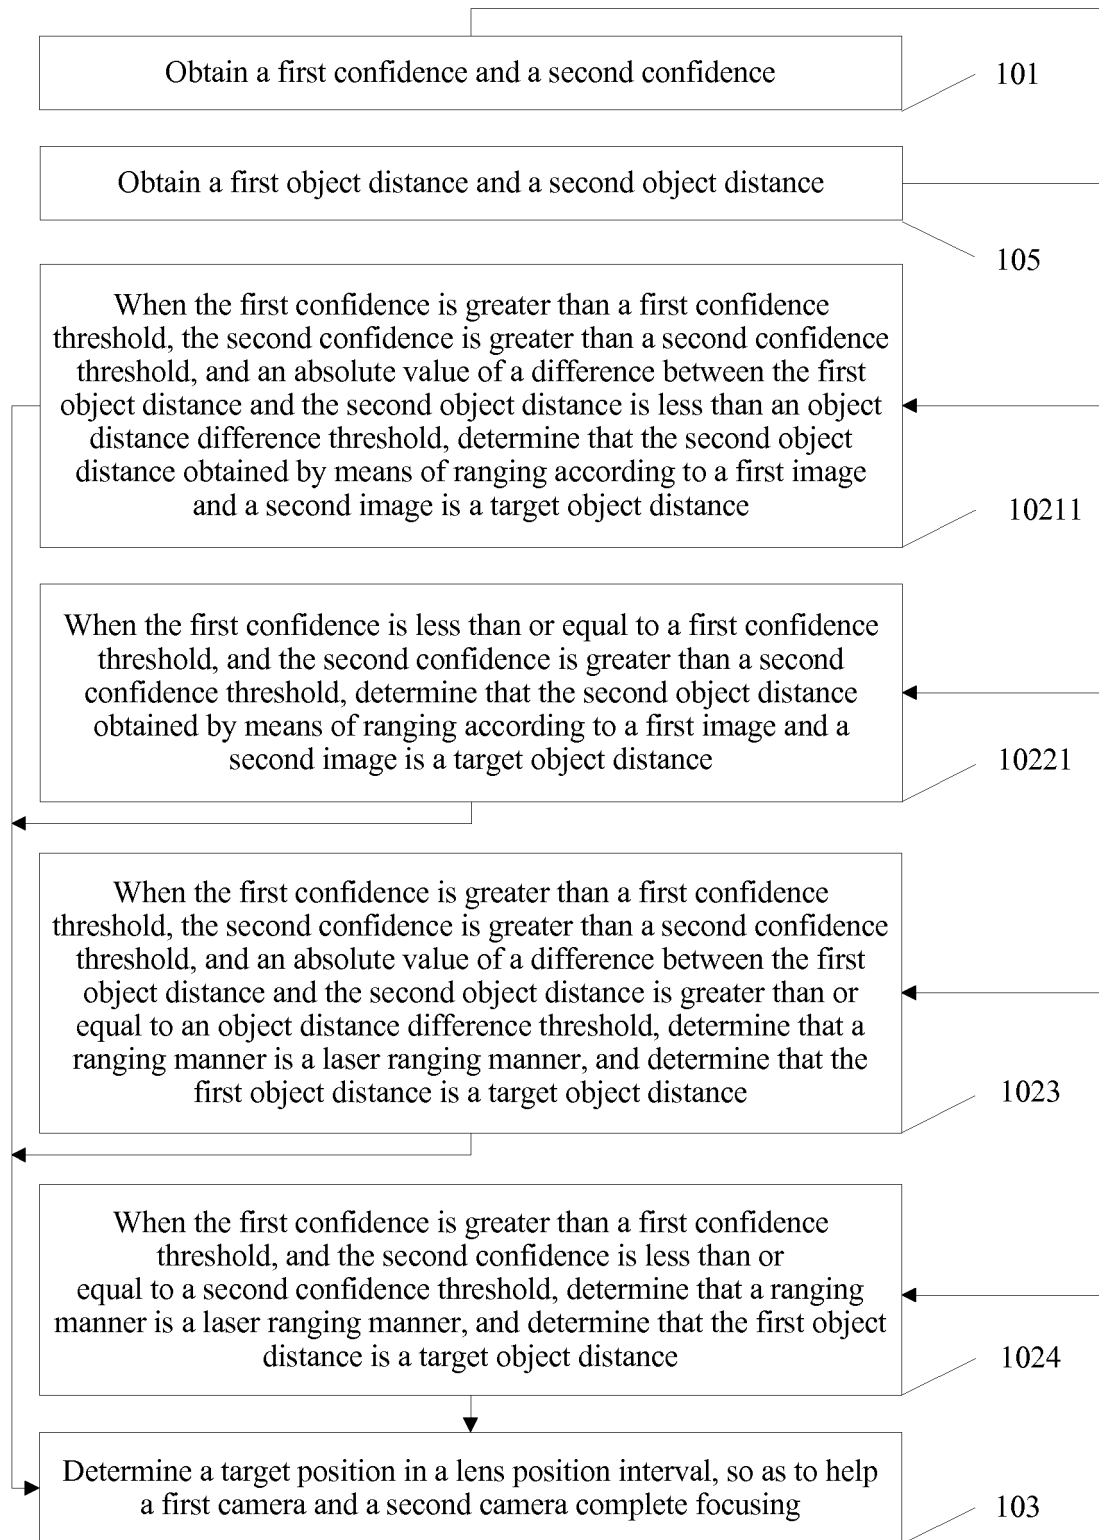 Obtain a first confidence and a second confidence
101
Obtain a first object distance and a second object distance
105
When the first confidence is greater than a first confidence
threshold, the second confidence is greater than a second confidence
threshold, and an absolute value of a difference between the first
object distance and the second object distance is less than an object
distance difference threshold, determine that the second object
distance obtained by means of ranging according to a first image
and a second image is a target object distance
10211
When the first confidence is less than or equal to a first confidence
threshold, and the second confidence is greater than a second
confidence threshold, determine that the second object distance
obtained by means of ranging according to a first image and a
second image is a target object distance
10221
When the first confidence is greater than a first confidence
threshold, the second confidence is greater than a second confidence
threshold, and an absolute value of a difference between the first
object distance and the second object distance is greater than or
equal to an object distance difference threshold, determine that a
ranging manner is a laser ranging manner, and determine that the
first object distance is a target object distance
1023
When the first confidence is greater than a first confidence
threshold, and the second confidence is less than or
equal to a second confidence threshold, determine that a ranging
manner is a laser ranging manner, and determine that the first object
distance is a target object distance
1024
Determine a target position in a lens position interval, so as to help
a first camera and a second camera complete focusing
103